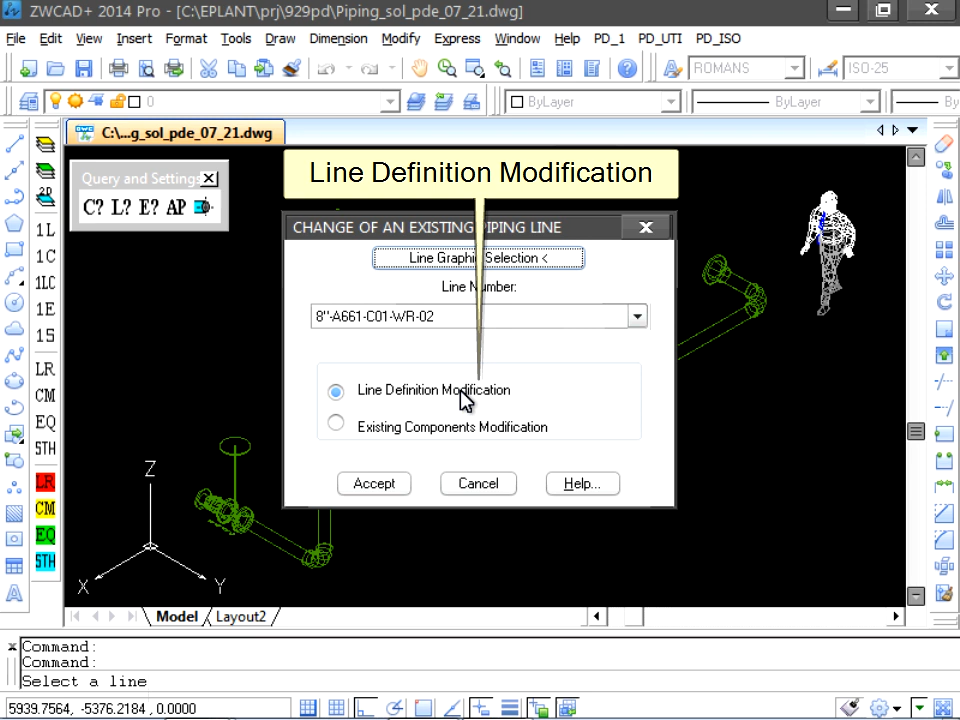 ZWCAD+ 2014 Pro - [C:\EPLANT\prj\929pd\Piping_sol_pde_07_21.dwg]
File Edit View Insert Format Tools Draw Dimension Modify Express Window Help PD_1 PD_UTI PD_ISO
ROMANS ISO-25
0 ByLayer ByLayer By
C:\...g_sol_pde_07_21.dwg
Line Definition Modification
Query and Settings
C? L? E? AP
CHANGE OF AN EXISTING PIPING LINE
Line Graphic Selection <
Line Number:
8"-A661-C01-WR-02
Line Definition Modification
Existing Components Modification
Accept Cancel Help...
2D
1L
1C
1LC
1E
1S
LR
CM
EQ
STH
LR
CM
EQ
STH
Z
X Y
Model Layout2
Command:
Command:
Select a line
5939.7564, -5376.2184 , 0.0000